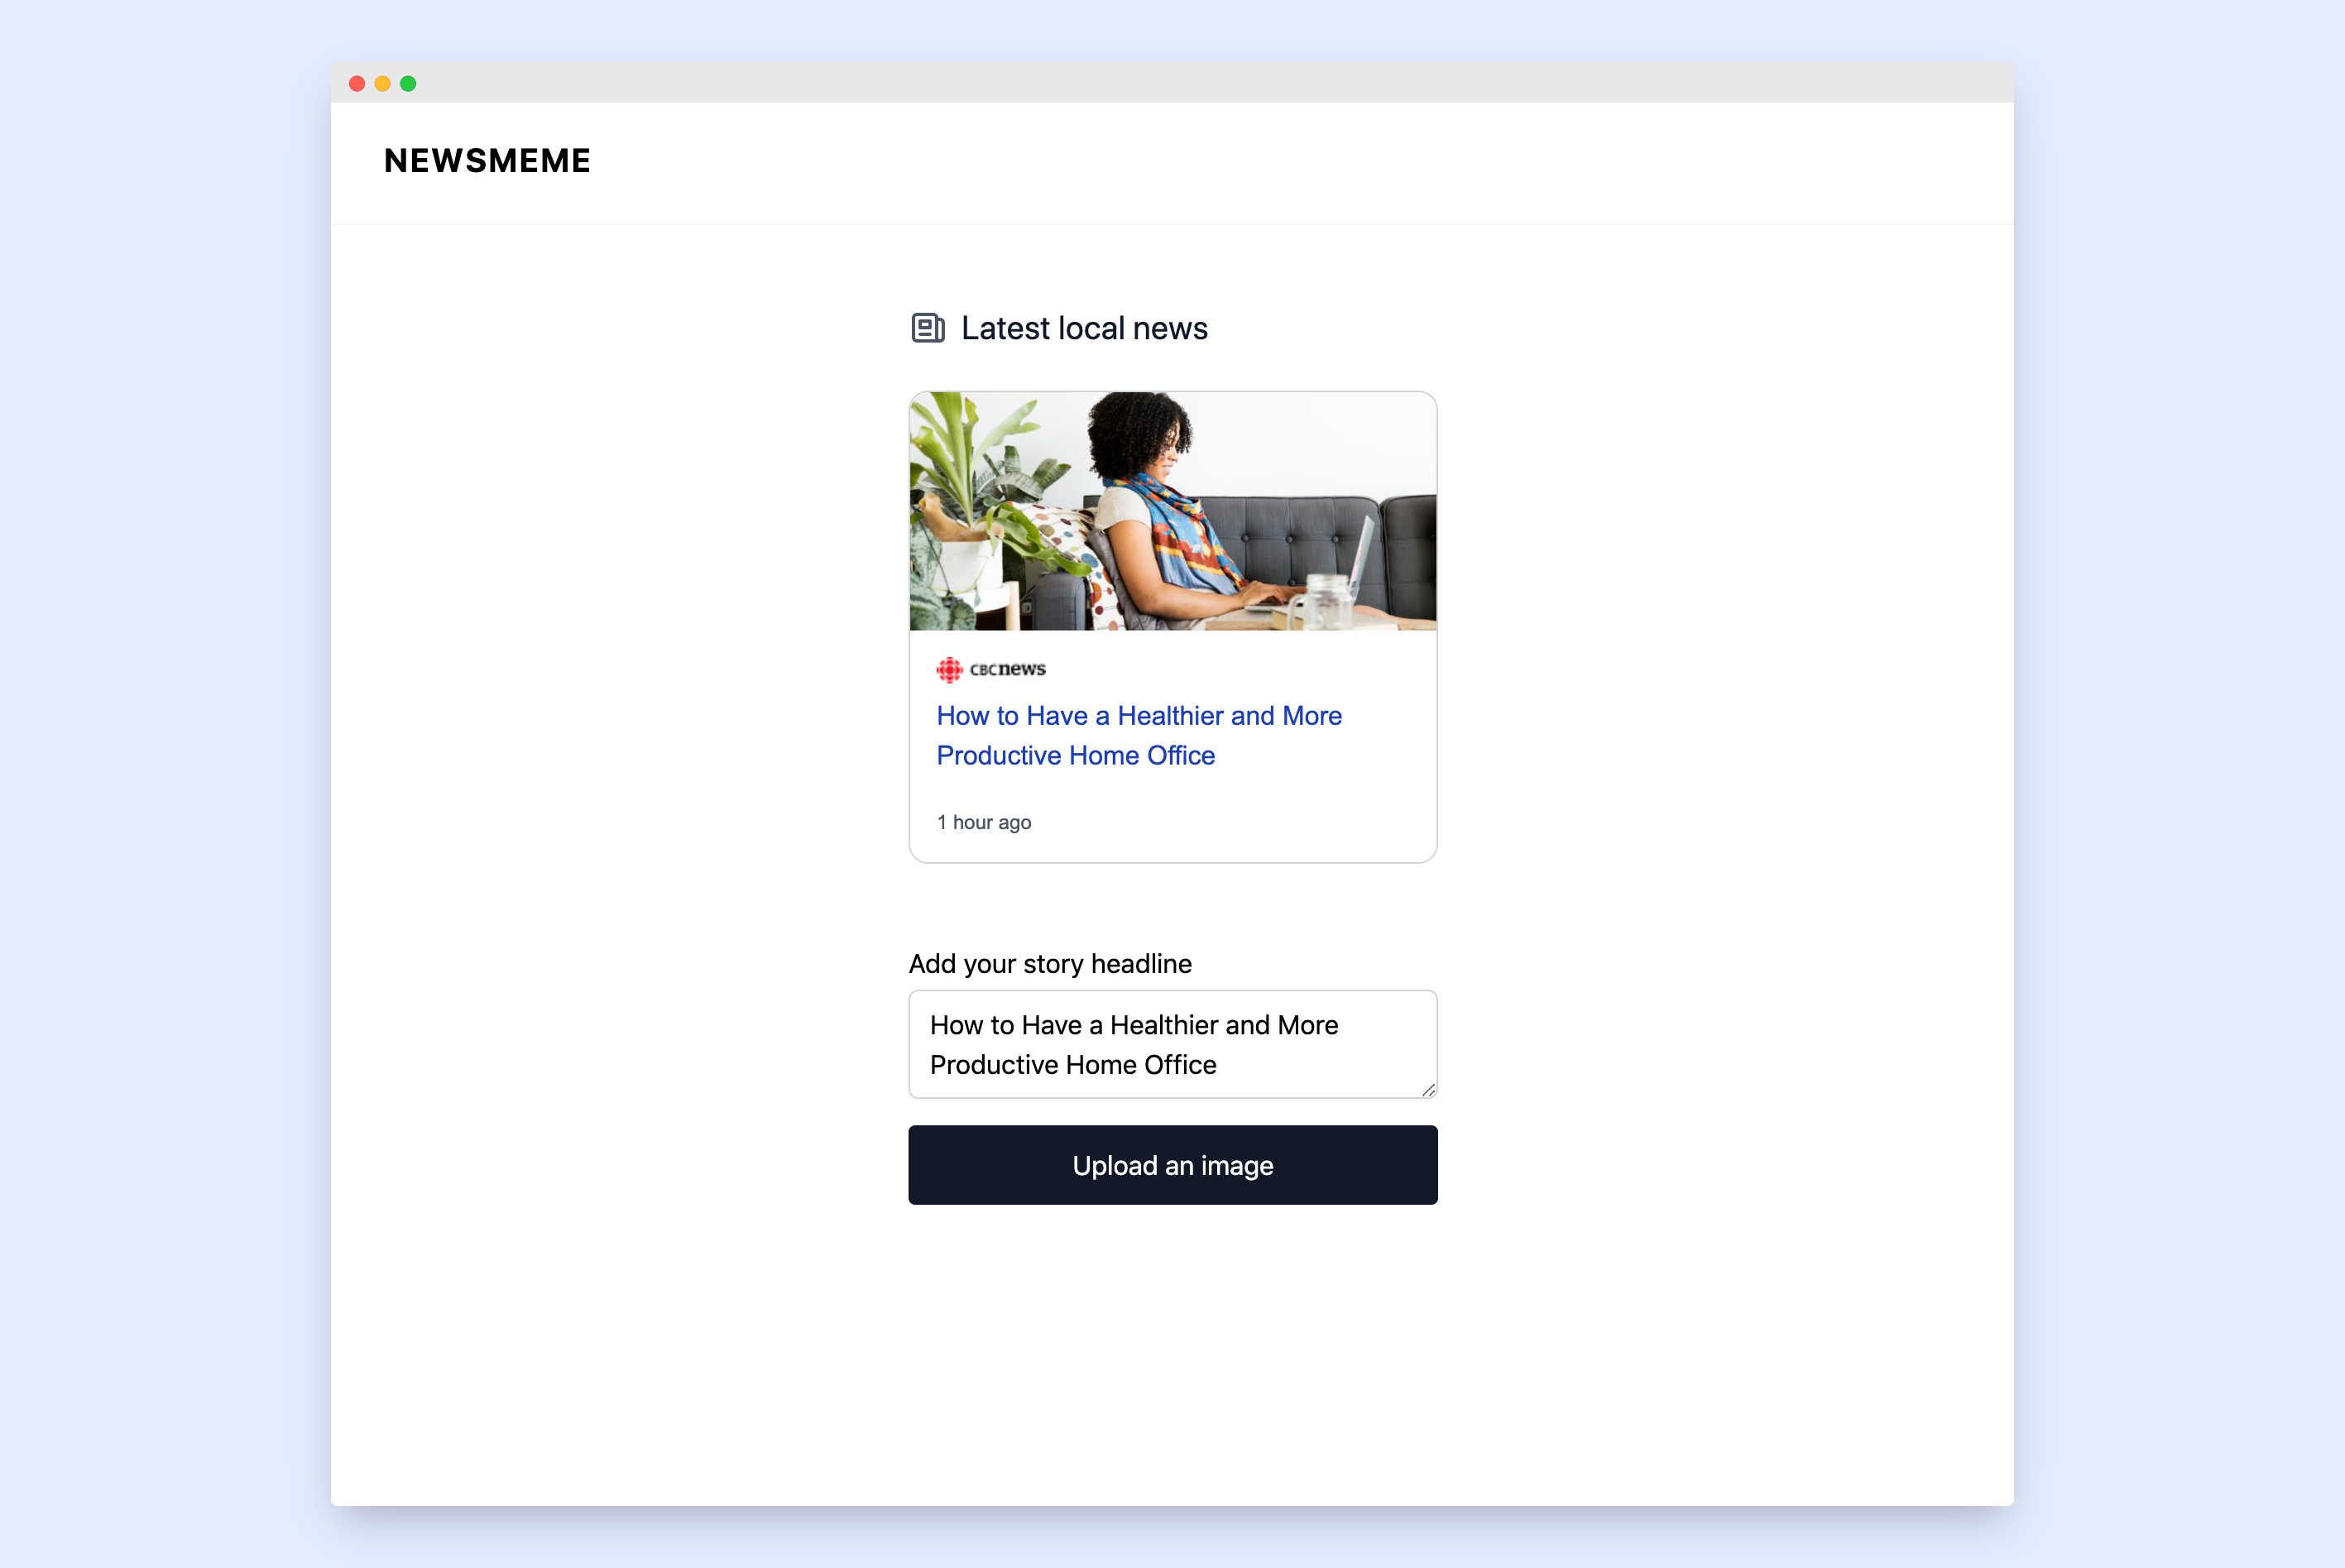 NEWSMEME
Latest local news
CBCnews
How to Have a Healthier and More
Productive Home Office
1 hour ago
Add your story headline
How to Have a Healthier and More
Productive Home Office
Upload an image